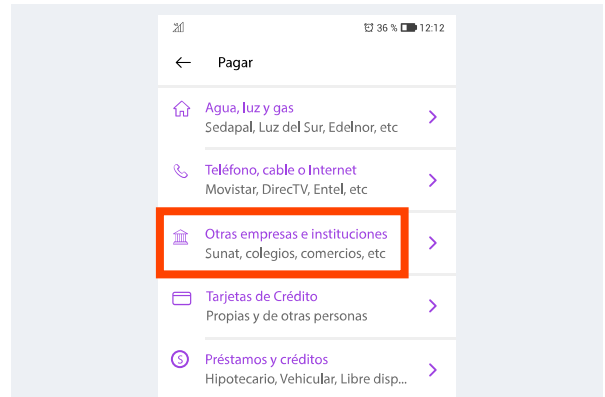 36 % 12:12
Pagar
Agua, luz y gas
Sedapal, Luz del Sur, Edelnor, etc
Teléfono, cable o Internet
Movistar, DirecTV, Entel, etc
Otras empresas e instituciones
Sunat, colegios, comercios, etc
Tarjetas de Crédito
Propias y de otras personas
Préstamos y créditos
Hipotecario, Vehicular, Libre disp...